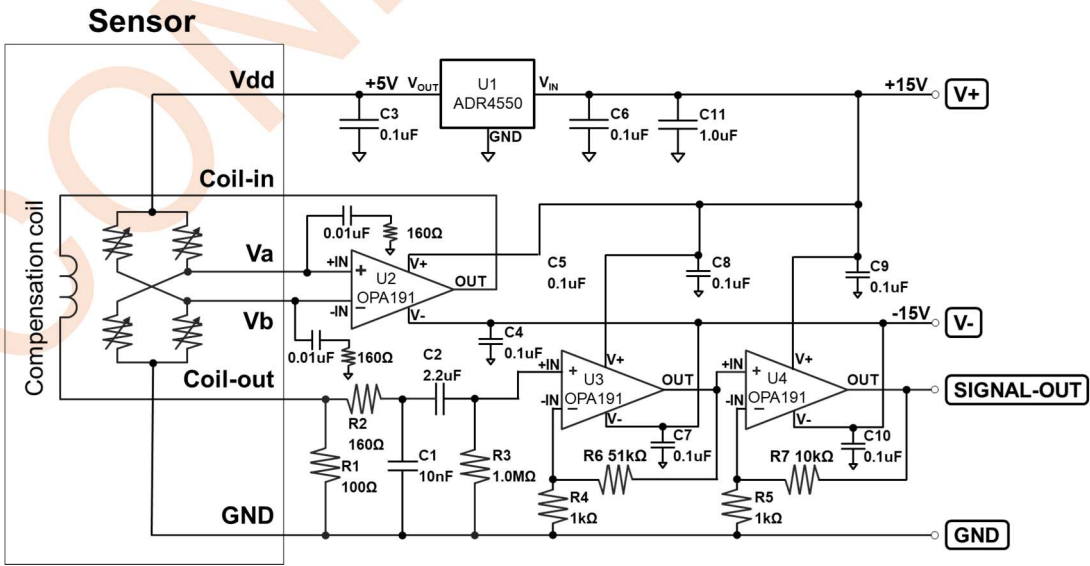 Sensor
Vdd
+5V
VOUT
U1
ADR4550
VIN
GND
+15V
V+
C3
0.1uF
C6
0.1uF
C11
1.0uF
Coil-in
Compensation coil
0.01uF
160Ω
Va
+IN
V+
U2
OPA191
OUT
-IN
V-
Vb
C5
0.1uF
C8
0.1uF
C9
0.1uF
-15V
V-
0.01uF
160Ω
C4
0.1uF
Coil-out
C2
2.2uF
R2
160Ω
R1
100Ω
C1
10nF
R3
1.0MΩ
+IN
V+
U3
OPA191
OUT
-IN
V-
C7
0.1uF
R6 51kΩ
R4
1kΩ
+IN
V+
U4
OPA191
OUT
-IN
V-
C10
0.1uF
R7 10kΩ
R5
1kΩ
SIGNAL-OUT
GND
GND
CON